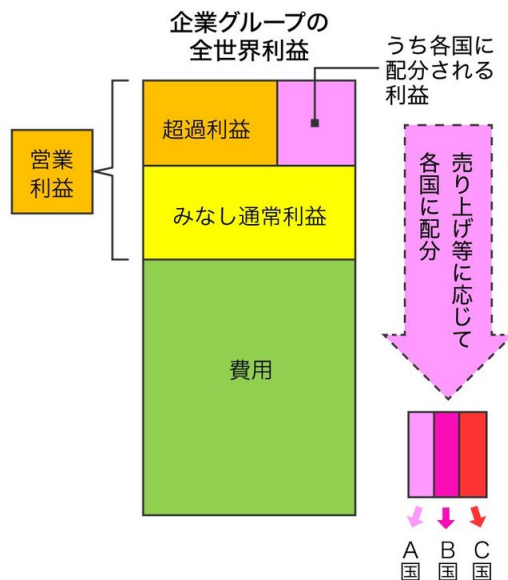 企業グループの
全世界利益
うち各国に
配分される
利益
営業
利益
超過利益
みなし通常利益
費用
売り上げ等に応じて
各国に配分
A国
B国
C国